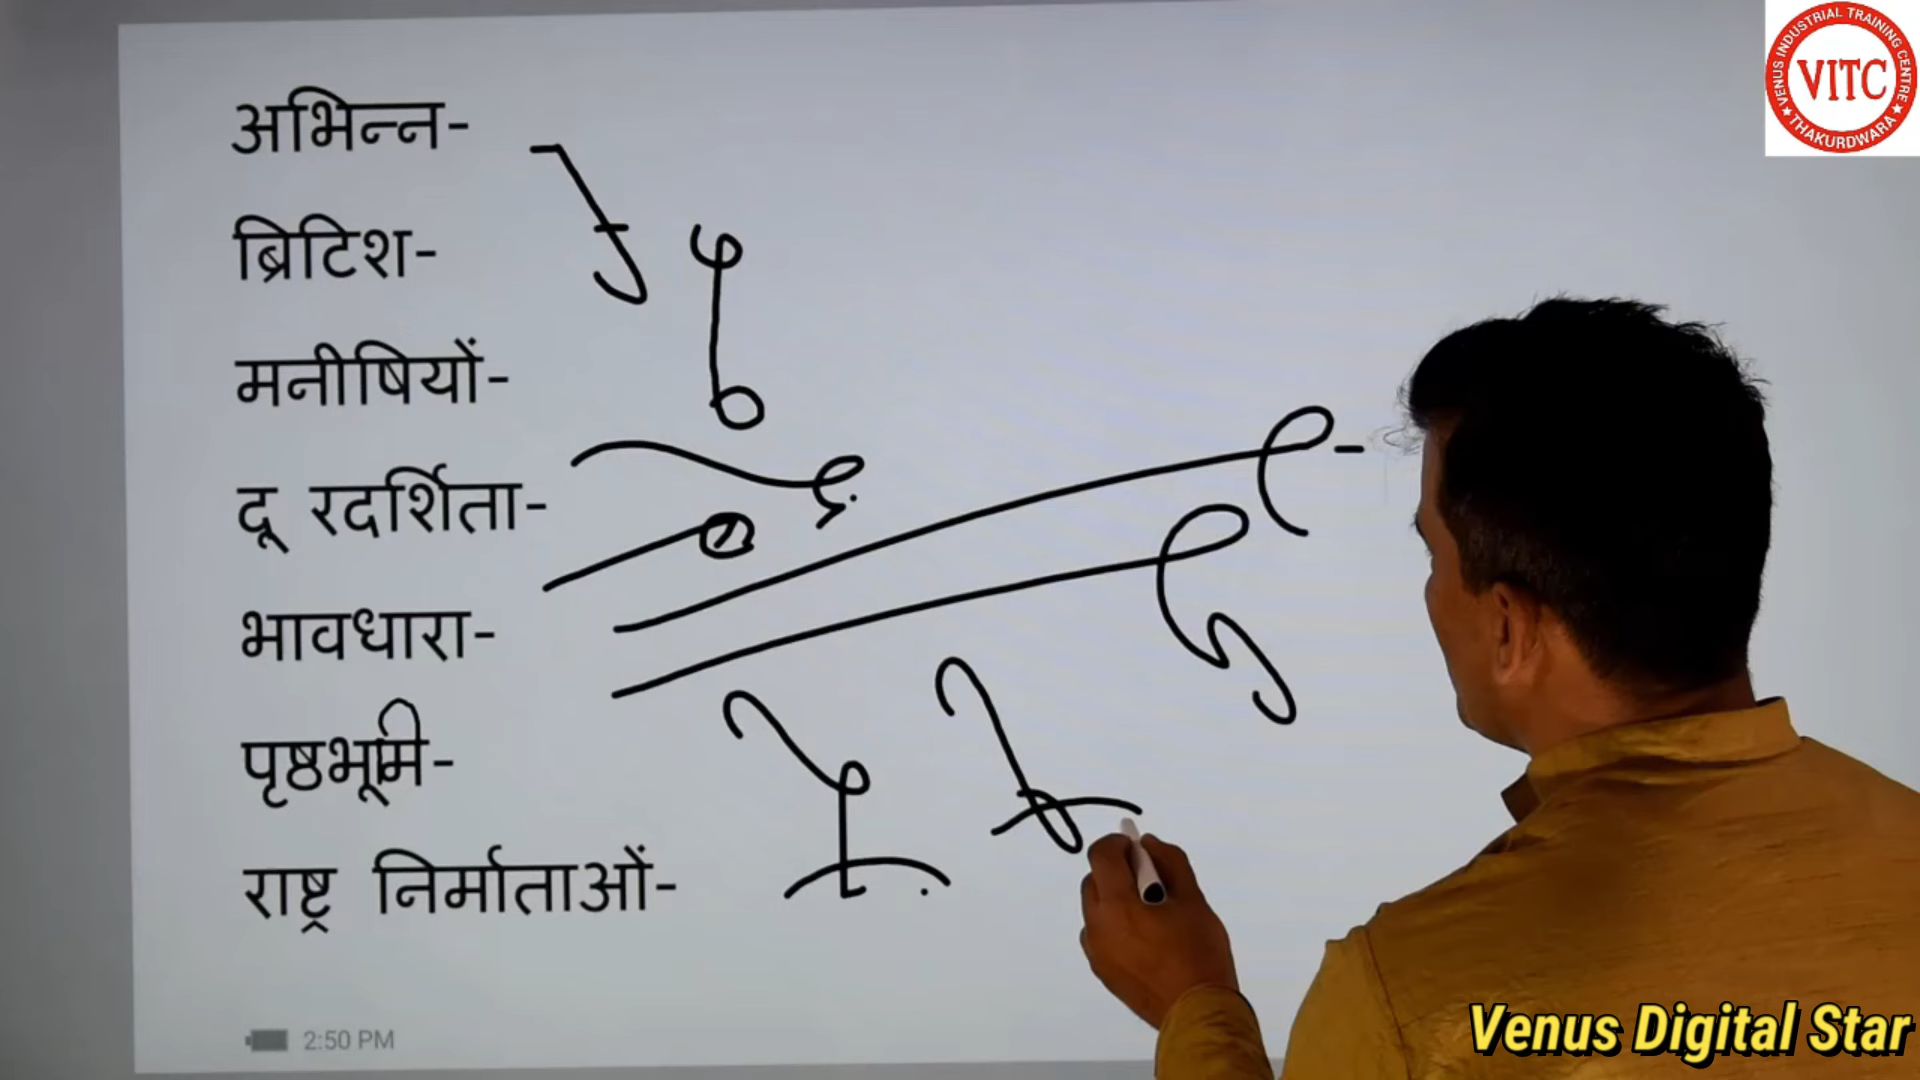 अभिन्न-
ब्रिटिश-
मनीषियों-
दू रदर्शिता-
भावधारा-
पृष्ठभूमि-
राष्ट्र निर्माताओं-
2:50 PM
VENUS INDUSTRIAL TRAINING CENTRE
VITC
THAKURDWARA
Venus Digital Star